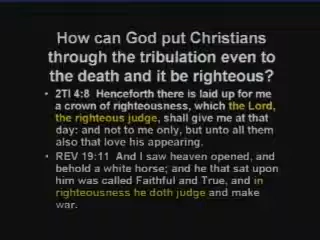 How can God put Christians
through the tribulation even to
the death and it be righteous?
• 2TI 4:8 Henceforth there is laid up for me
a crown of righteousness, which the Lord,
the righteous judge, shall give me at that
day: and not to me only, but unto all them
also that love his appearing.
• REV 19:11 And I saw heaven opened, and
behold a white horse; and he that sat upon
him was called Faithful and True, and in
righteousness he doth judge and make
war.